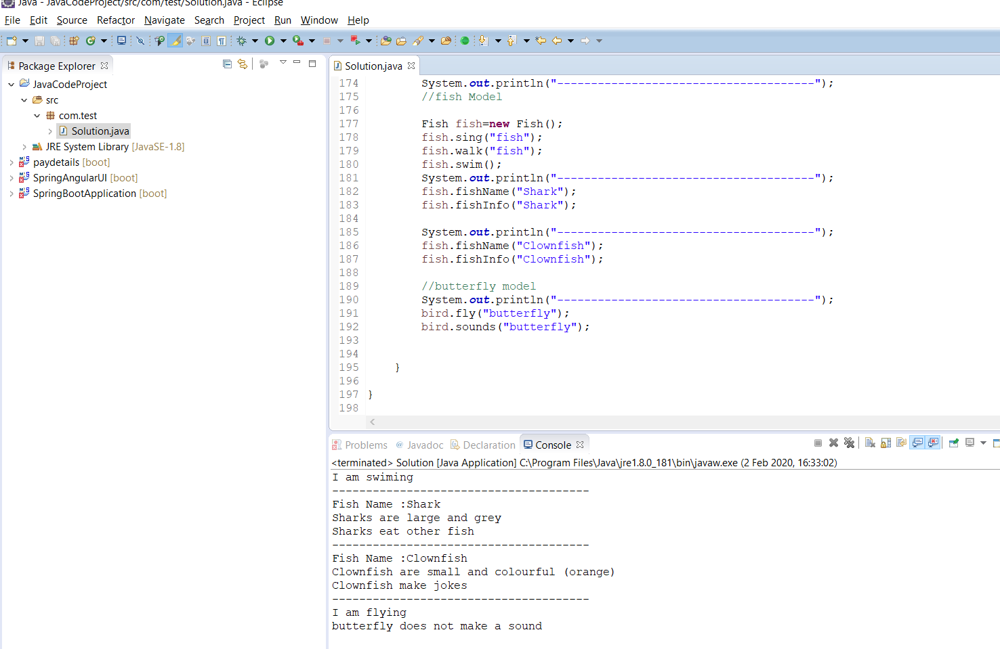 Java - JavaCodeProject/src/com/test/Solution.java - Eclipse
File Edit Source Refactor Navigate Search Project Run Window Help
Package Explorer
JavaCodeProject
src
com.test
Solution.java
JRE System Library [JavaSE-1.8]
paydetails [boot]
SpringAngularUI [boot]
SpringBootApplication [boot]
Solution.java
174 System.out.println("--------------------------------------");
175 //fish Model
176
177 Fish fish=new Fish();
178 fish.sing("fish");
179 fish.walk("fish");
180 fish.swim();
181 System.out.println("--------------------------------------");
182 fish.fishName("Shark");
183 fish.fishInfo("Shark");
184
185 System.out.println("--------------------------------------");
186 fish.fishName("Clownfish");
187 fish.fishInfo("Clownfish");
188
189 //butterfly model
190 System.out.println("--------------------------------------");
191 bird.fly("butterfly");
192 bird.sounds("butterfly");
193
194
195 }
196
197 }
198
Problems @ Javadoc Declaration Console
<terminated> Solution [Java Application] C:\Program Files\Java\jre1.8.0_181\bin\javaw.exe (2 Feb 2020, 16:33:02)
I am swiming
--------------------------------------
Fish Name :Shark
Sharks are large and grey
Sharks eat other fish
--------------------------------------
Fish Name :Clownfish
Clownfish are small and colourful (orange)
Clownfish make jokes
--------------------------------------
I am flying
butterfly does not make a sound